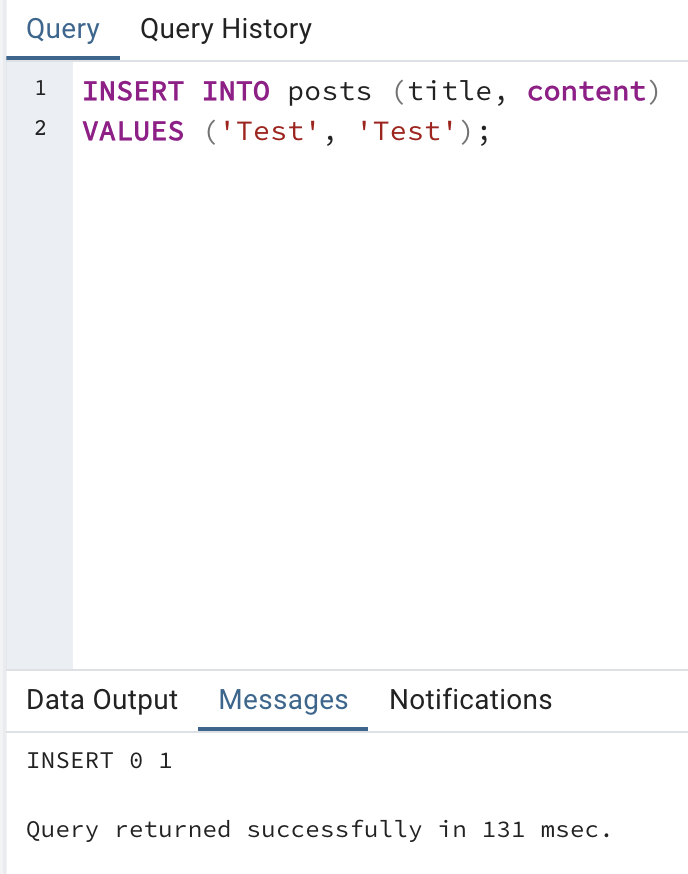 Query Query History
1 INSERT INTO posts (title, content)
2 VALUES ('Test', 'Test');
Data Output Messages Notifications
INSERT 0 1
Query returned successfully in 131 msec.